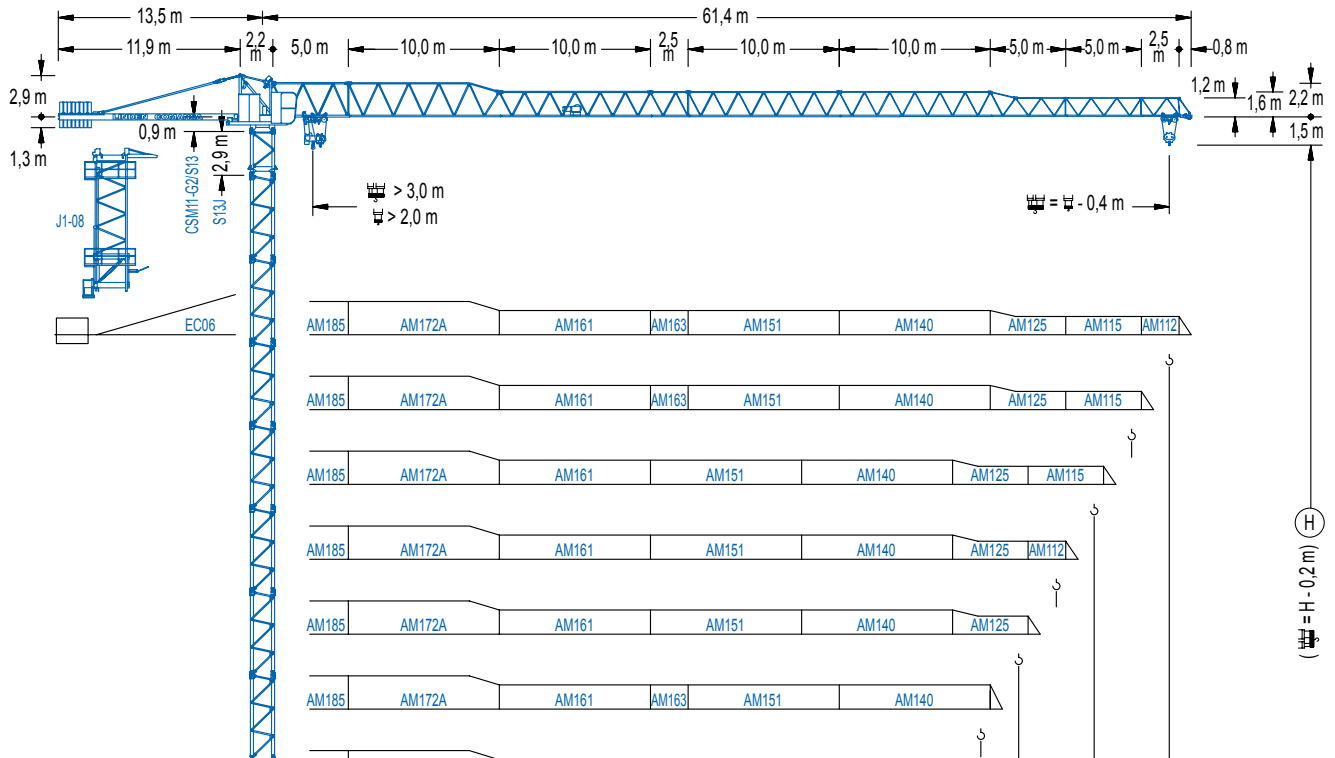 13,5 m 61,4 m
11,9 m 2,2 m 5,0 m 10,0 m 10,0 m 2,5 m 10,0 m 10,0 m 5,0 m 5,0 m 2,5 m 0,8 m
2,9 m 1,2 m 1,6 m 2,2 m
0,9 m 1,5 m
1,3 m 2,9 m
CSM11-G2/S13
S13J
J1-08
> 3,0 m
> 2,0 m
= - 0,4 m
EC06 AM185 AM172A AM161 AM163 AM151 AM140 AM125 AM115 AM112
AM185 AM172A AM161 AM163 AM151 AM140 AM125 AM115
AM185 AM172A AM161 AM151 AM140 AM125 AM115
H
( = H - 0,2 m)
AM185 AM172A AM161 AM151 AM140 AM125 AM112
AM185 AM172A AM161 AM151 AM140 AM125
AM185 AM172A AM161 AM163 AM151 AM140